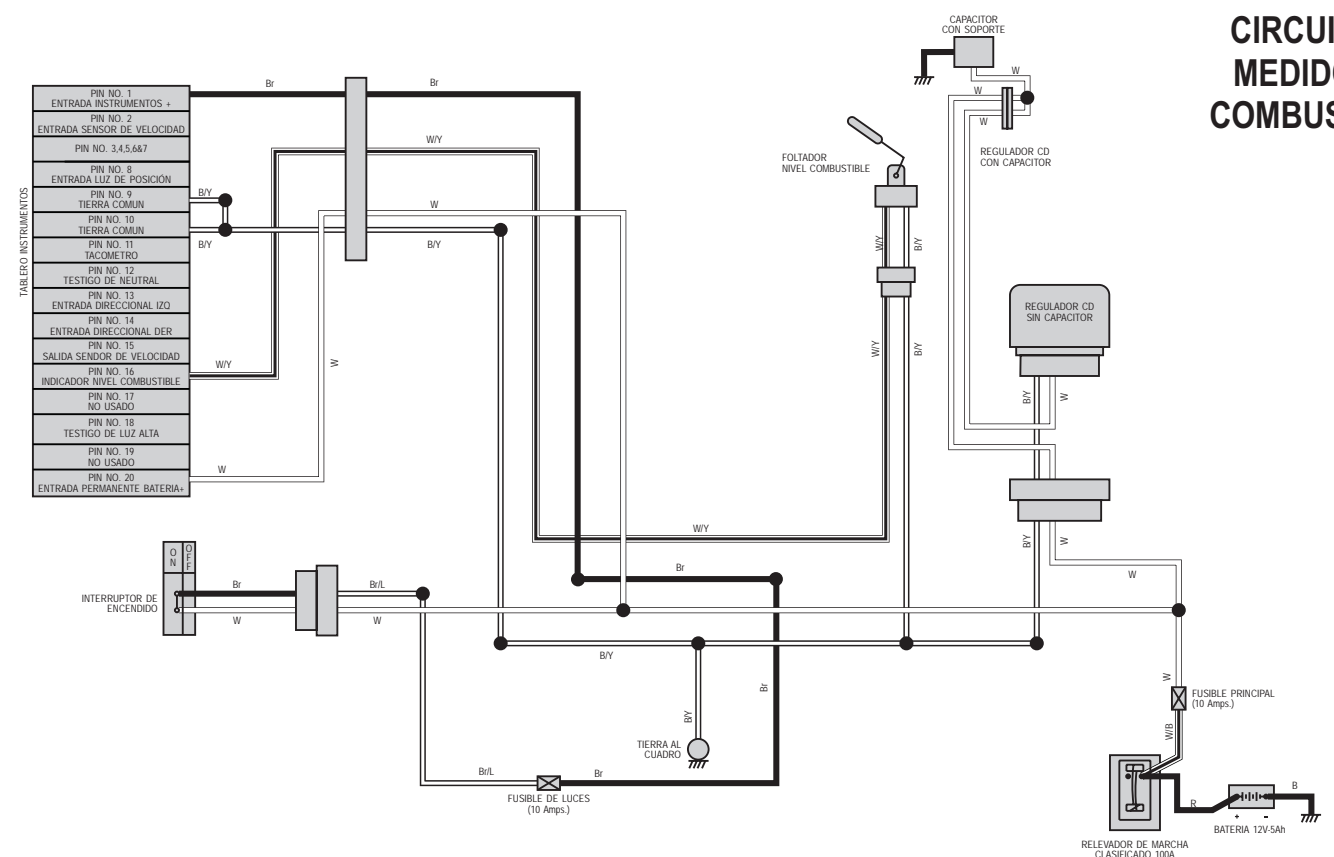 CAPACITOR
CON SOPORTE
CIRCUI
MEDIDO
COMBUS
W
W
W
REGULADOR CD
CON CAPACITOR
TABLERO INSTRUMENTOS
PIN NO. 1
ENTRADA INSTRUMENTOS +
PIN NO. 2
ENTRADA SENSOR DE VELOCIDAD
PIN NO. 3,4,5,6&7
PIN NO. 8
ENTRADA LUZ DE POSICIÓN
PIN NO. 9
TIERRA COMUN
PIN NO. 10
TIERRA COMUN
PIN NO. 11
TACOMETRO
PIN NO. 12
TESTIGO DE NEUTRAL
PIN NO. 13
ENTRADA DIRECCIONAL IZQ
PIN NO. 14
ENTRADA DIRECCIONAL DER
PIN NO. 15
SALIDA SENDOR DE VELOCIDAD
PIN NO. 16
INDICADOR NIVEL COMBUSTIBLE
PIN NO. 17
NO USADO
PIN NO. 18
TESTIGO DE LUZ ALTA
PIN NO. 19
NO USADO
PIN NO. 20
ENTRADA PERMANENTE BATERIA+
Br
Br
W/Y
B/Y
W
B/Y
B/Y
W/Y
W
W
FOLTADOR
NIVEL COMBUSTIBLE
W/Y
B/Y
W/Y
B/Y
REGULADOR CD
SIN CAPACITOR
B/Y
W
B/Y
W
W
W/Y
Br
ON
OFF
INTERRUPTOR DE
ENCENDIDO
Br
W
Br/L
W
B/Y
B/Y
Br
TIERRA AL
CUADRO
Br/L
Br
FUSIBLE DE LUCES
(10 Amps.)
W
FUSIBLE PRINCIPAL
(10 Amps.)
W/B
R
B
+ -
BATERIA 12V-5Ah
RELEVADOR DE MARCHA
CLASIFICADO 100A